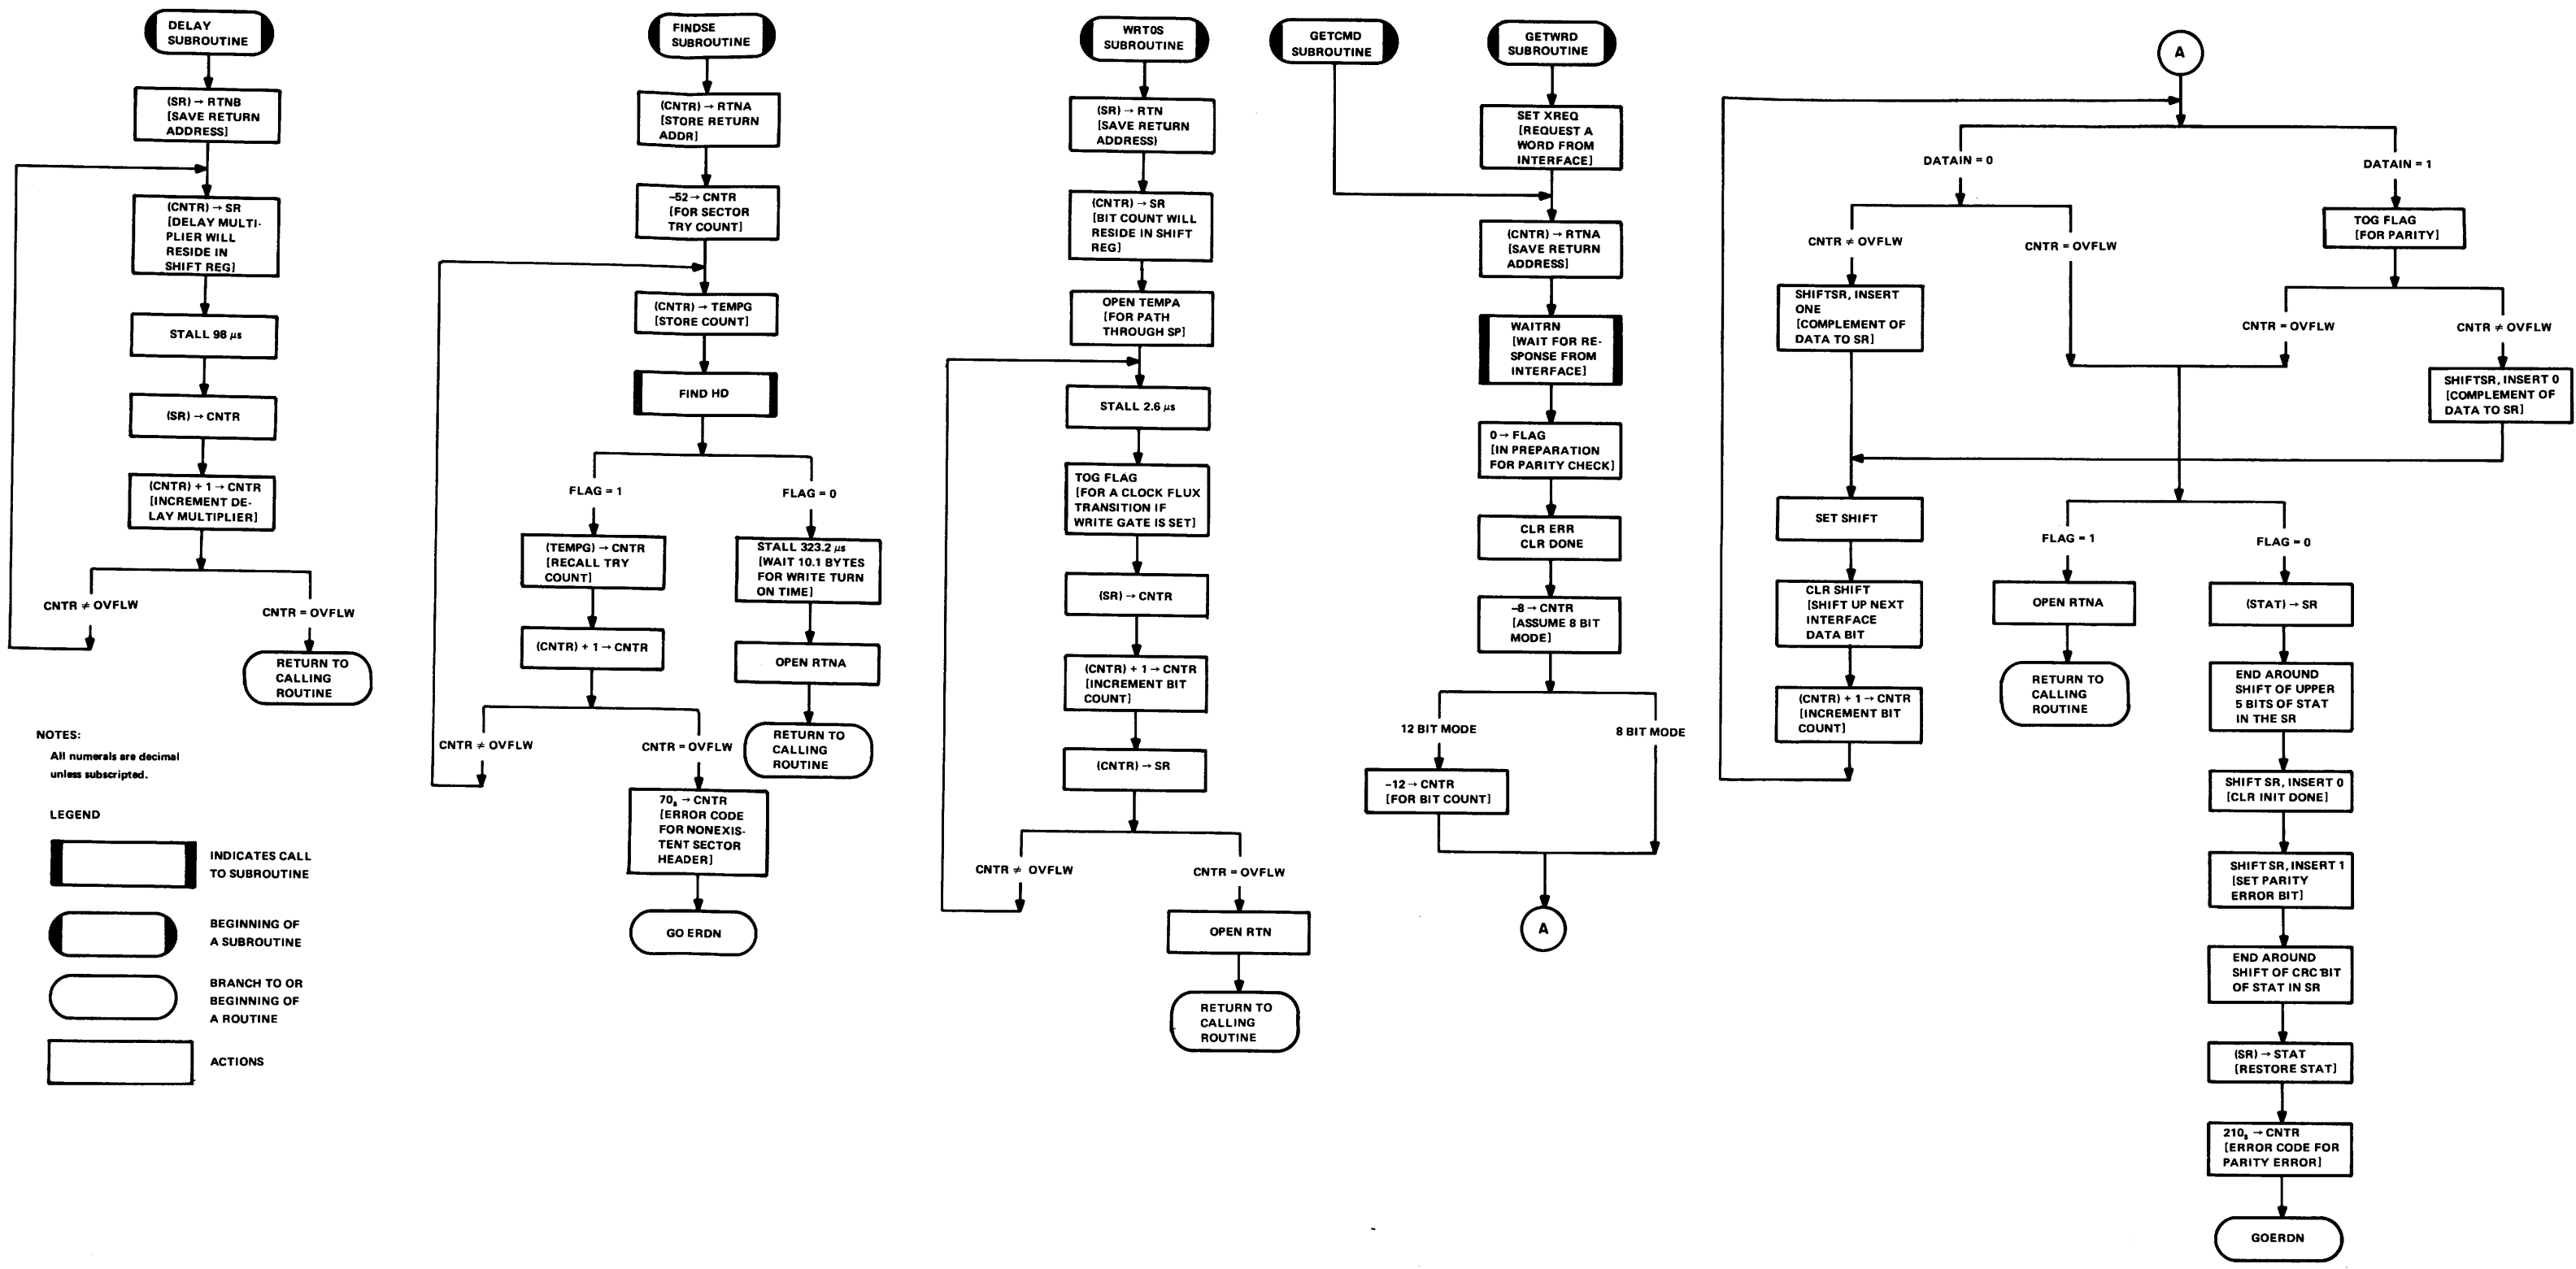 DELAY
SUBROUTINE
(SR) → RTNB
[SAVE RETURN
ADDRESS]
(CNTR) → SR
[DELAY MULTI-
PLIER WILL
RESIDE IN
SHIFT REG]
STALL 98 µs
(SR) → CNTR
(CNTR) + 1 → CNTR
[INCREMENT DE-
LAY MULTIPLIER]
CNTR ≠ OVFLW
CNTR = OVFLW
RETURN TO
CALLING
ROUTINE
NOTES:
All numerals are decimal
unless subscripted.
LEGEND
INDICATES CALL
TO SUBROUTINE
BEGINNING OF
A SUBROUTINE
BRANCH TO OR
BEGINNING OF
A ROUTINE
ACTIONS
FINDSE
SUBROUTINE
(CNTR) → RTNA
[STORE RETURN
ADDR]
–52 → CNTR
[FOR SECTOR
TRY COUNT]
(CNTR) → TEMPG
[STORE COUNT]
FIND HD
FLAG = 1
FLAG = 0
(TEMPG) → CNTR
[RECALL TRY
COUNT]
(CNTR) + 1 → CNTR
STALL 323.2 µs
[WAIT 10.1 BYTES
FOR WRITE TURN
ON TIME]
OPEN RTNA
RETURN TO
CALLING
ROUTINE
CNTR ≠ OVFLW
CNTR = OVFLW
70₈ → CNTR
[ERROR CODE
FOR NONEXIS-
TENT SECTOR
HEADER]
GO ERDN
WRT0S
SUBROUTINE
(SR) → RTN
[SAVE RETURN
ADDRESS)
(CNTR) → SR
[BIT COUNT WILL
RESIDE IN SHIFT
REG]
OPEN TEMPA
[FOR PATH
THROUGH SP]
STALL 2.6 µs
TOG FLAG
[FOR A CLOCK FLUX
TRANSITION IF
WRITE GATE IS SET]
(SR) → CNTR
(CNTR) + 1 → CNTR
[INCREMENT BIT
COUNT]
(CNTR) → SR
CNTR ≠ OVFLW
CNTR = OVFLW
OPEN RTN
RETURN TO
CALLING
ROUTINE
GETCMD
SUBROUTINE
GETWRD
SUBROUTINE
SET XREQ
[REQUEST A
WORD FROM
INTERFACE]
(CNTR) → RTNA
[SAVE RETURN
ADDRESS]
WAITRN
[WAIT FOR RE-
SPONSE FROM
INTERFACE]
0 → FLAG
[IN PREPARATION
FOR PARITY CHECK]
CLR ERR
CLR DONE
–8 → CNTR
[ASSUME 8 BIT
MODE]
12 BIT MODE
8 BIT MODE
–12 → CNTR
[FOR BIT COUNT]
A
A
DATAIN = 0
DATAIN = 1
CNTR ≠ OVFLW
CNTR = OVFLW
TOG FLAG
[FOR PARITY]
SHIFTSR, INSERT
ONE
[COMPLEMENT OF
DATA TO SR]
CNTR = OVFLW
CNTR ≠ OVFLW
SHIFTSR, INSERT 0
[COMPLEMENT OF
DATA TO SR]
SET SHIFT
CLR SHIFT
[SHIFT UP NEXT
INTERFACE
DATA BIT
(CNTR) + 1 → CNTR
[INCREMENT BIT
COUNT]
FLAG = 1
FLAG = 0
OPEN RTNA
RETURN TO
CALLING
ROUTINE
(STAT) → SR
END AROUND
SHIFT OF UPPER
5 BITS OF STAT
IN THE SR
SHIFT SR, INSERT 0
[CLR INIT DONE]
SHIFT SR, INSERT 1
[SET PARITY
ERROR BIT]
END AROUND
SHIFT OF CRC BIT
OF STAT IN SR
(SR) → STAT
[RESTORE STAT]
210₈ → CNTR
[ERROR CODE FOR
PARITY ERROR]
GOERDN